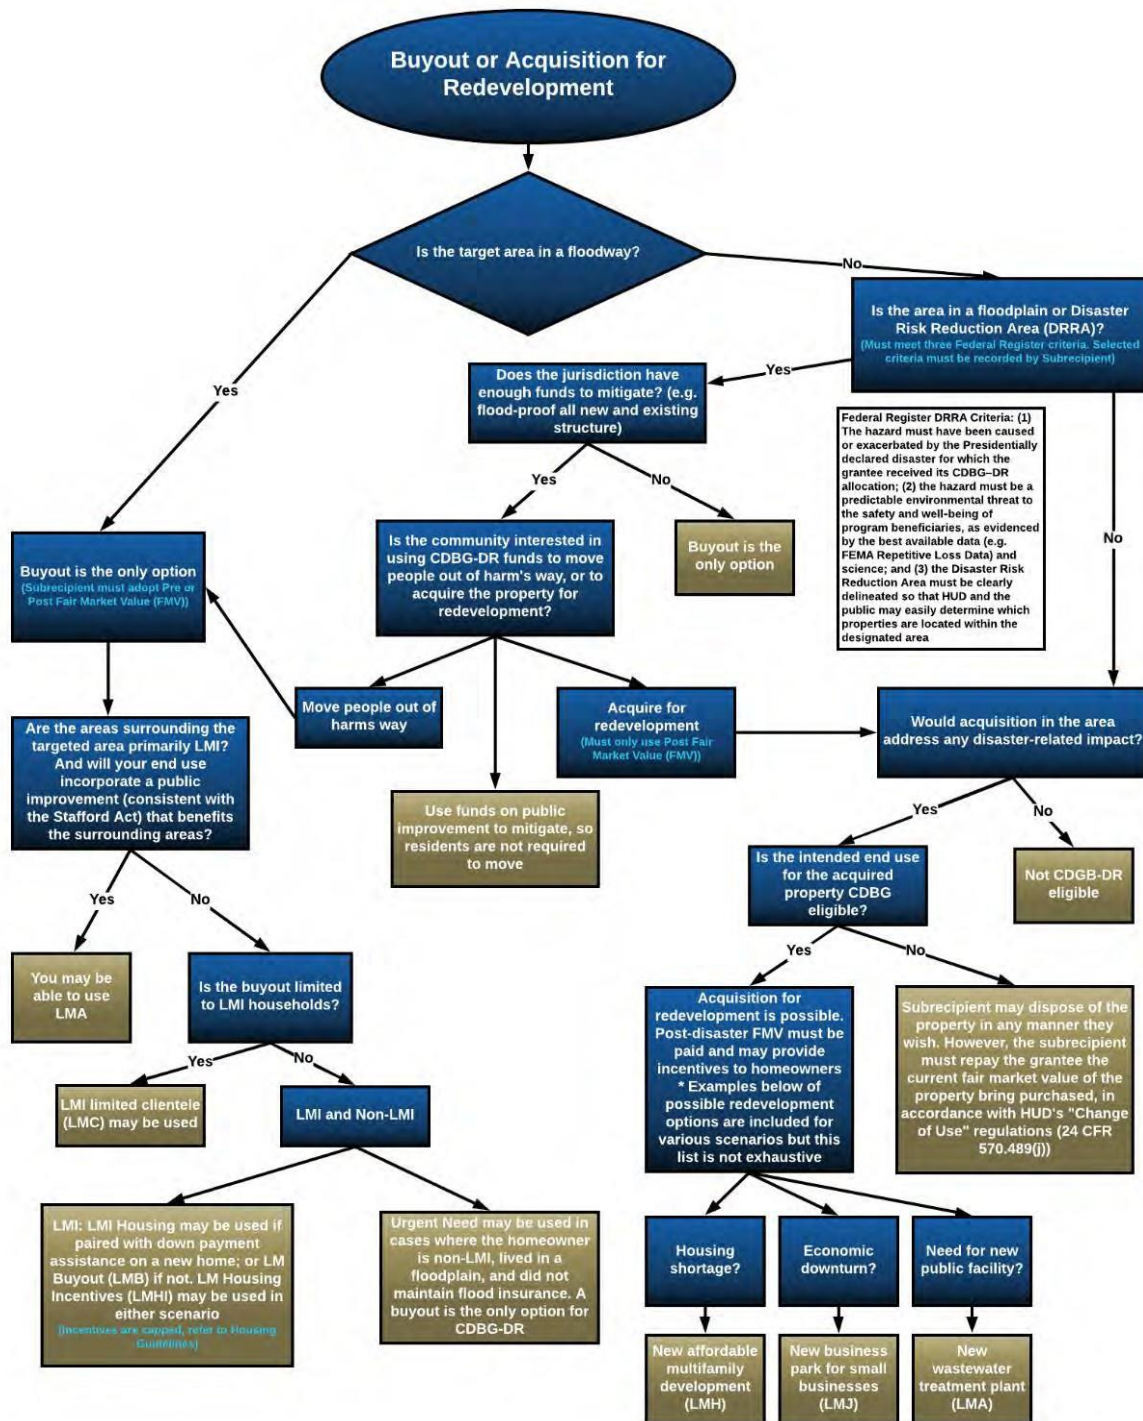 Buyout or Acquisition for
Redevelopment
Is the target area in a floodway?
No
Yes
Is the area in a floodplain or Disaster
Risk Reduction Area (DRRA)?
(Must meet three Federal Register criteria. Selected
criteria must be recorded by Subrecipient)
Yes
Does the jurisdiction have
enough funds to mitigate? (e.g.
flood-proof all new and existing
structure)
Federal Register DRRA Criteria: (1)
The hazard must have been caused
or exacerbated by the Presidentially
declared disaster for which the
grantee received its CDBG–DR
allocation; (2) the hazard must be a
predictable environmental threat to
the safety and well-being of
program beneficiaries, as evidenced
by the best available data (e.g.
FEMA Repetitive Loss Data) and
science; and (3) the Disaster Risk
Reduction Area must be clearly
delineated so that HUD and the
public may easily determine which
properties are located within the
designated area
No
Yes
No
Buyout is the only option
(Subrecipient must adopt Pre or
Post Fair Market Value (FMV))
Is the community interested in
using CDBG-DR funds to move
people out of harm's way, or to
acquire the property for
redevelopment?
Buyout is the
only option
Move people out of
harms way
Acquire for
redevelopment
(Must only use Post Fair
Market Value (FMV))
Would acquisition in the area
address any disaster-related impact?
Are the areas surrounding the
targeted area primarily LMI?
And will your end use
incorporate a public
improvement (consistent with
the Stafford Act) that benefits
the surrounding areas?
Use funds on public
improvement to mitigate, so
residents are not required
to move
Yes
No
Is the intended end use
for the acquired
property CDBG
eligible?
Not CDGB-DR
eligible
Yes
No
You may be
able to use
LMA
Is the buyout limited
to LMI households?
Yes
No
Acquisition for
redevelopment is possible.
Post-disaster FMV must be
paid and may provide
incentives to homeowners
* Examples below of
possible redevelopment
options are included for
various scenarios but this
list is not exhaustive
Subrecipient may dispose of the
property in any manner they
wish. However, the subrecipient
must repay the grantee the
current fair market value of the
property bring purchased, in
accordance with HUD's "Change
of Use" regulations (24 CFR
570.489(j))
Yes
No
LMI limited clientele
(LMC) may be used
LMI and Non-LMI
LMI: LMI Housing may be used if
paired with down payment
assistance on a new home; or LM
Buyout (LMB) if not. LM Housing
Incentives (LMHI) may be used in
either scenario
(Incentives are capped, refer to Housing
Guidelines)
Urgent Need may be used in
cases where the homeowner
is non-LMI, lived in a
floodplain, and did not
maintain flood insurance. A
buyout is the only option for
CDBG-DR
Housing
shortage?
Economic
downturn?
Need for new
public facility?
New affordable
multifamily
development
(LMH)
New business
park for small
businesses
(LMJ)
New
wastewater
treatment plant
(LMA)